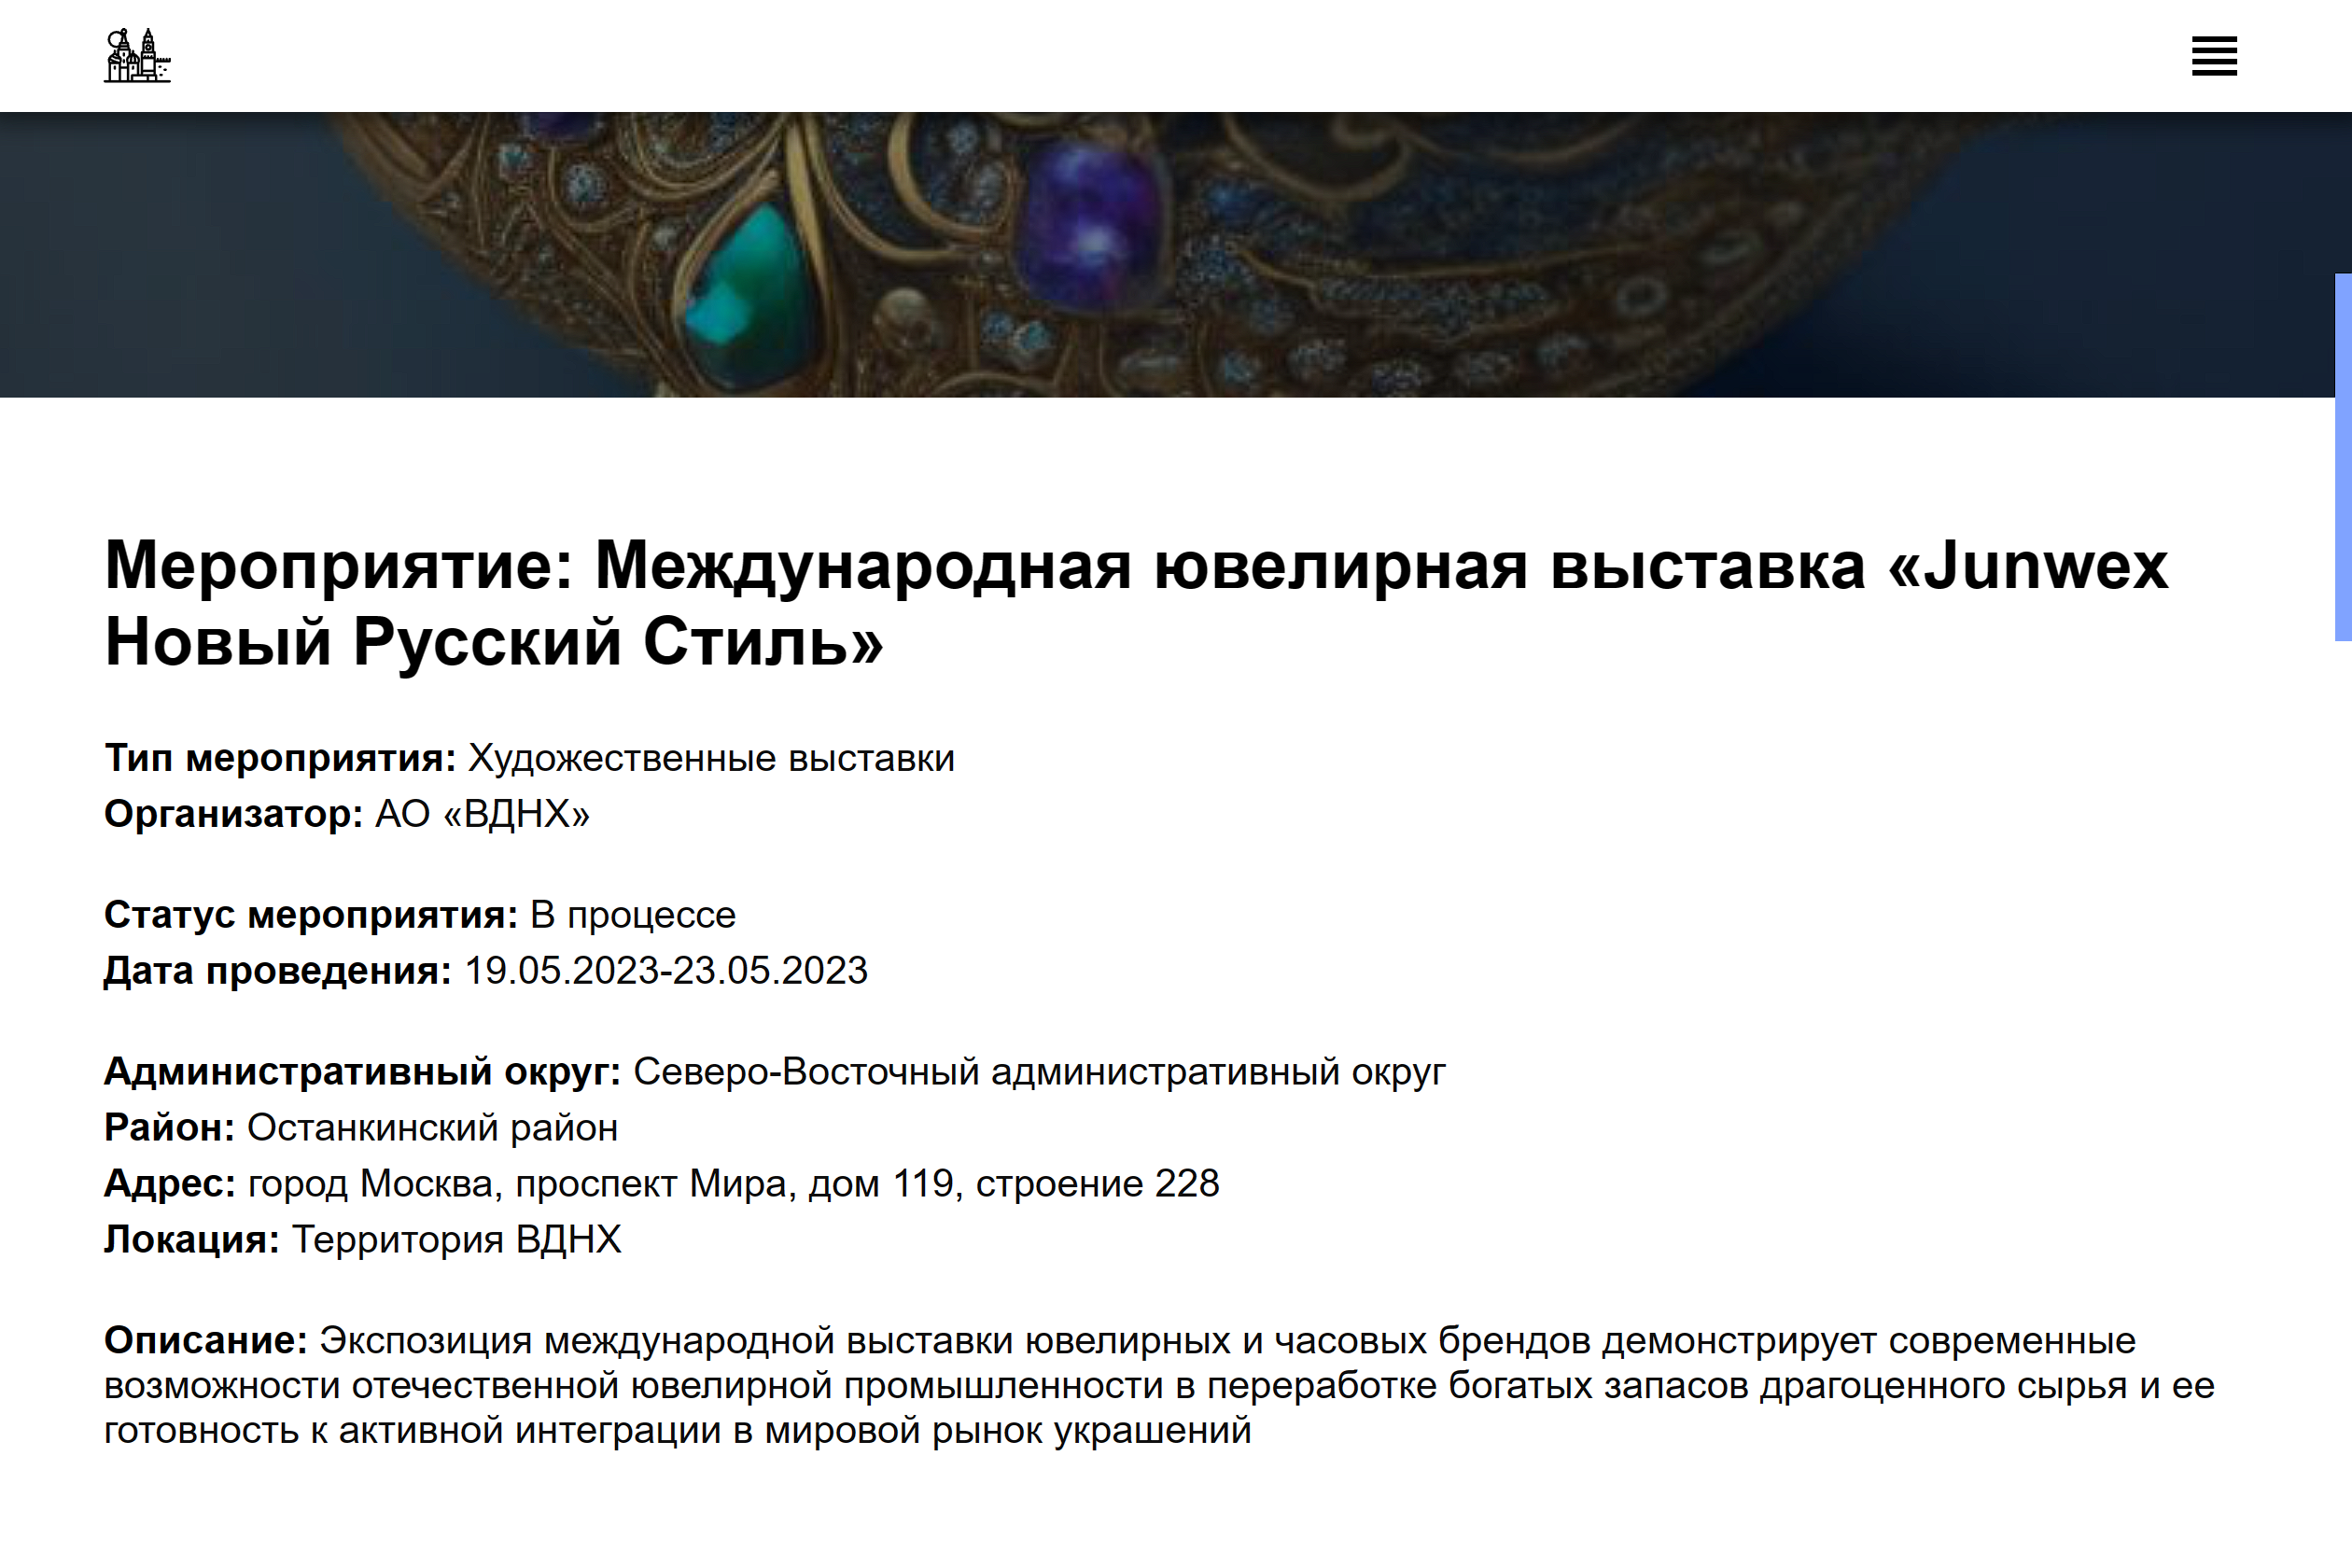 Мероприятие: Международная ювелирная выставка «Junwex
Новый Русский Стиль»
Тип мероприятия: Художественные выставки
Организатор: АО «ВДНХ»
Статус мероприятия: В процессе
Дата проведения: 19.05.2023-23.05.2023
Административный округ: Северо-Восточный административный округ
Район: Останкинский район
Адрес: город Москва, проспект Мира, дом 119, строение 228
Локация: Территория ВДНХ
Описание: Экспозиция международной выставки ювелирных и часовых брендов демонстрирует современные
возможности отечественной ювелирной промышленности в переработке богатых запасов драгоценного сырья и ее
готовность к активной интеграции в мировой рынок украшений